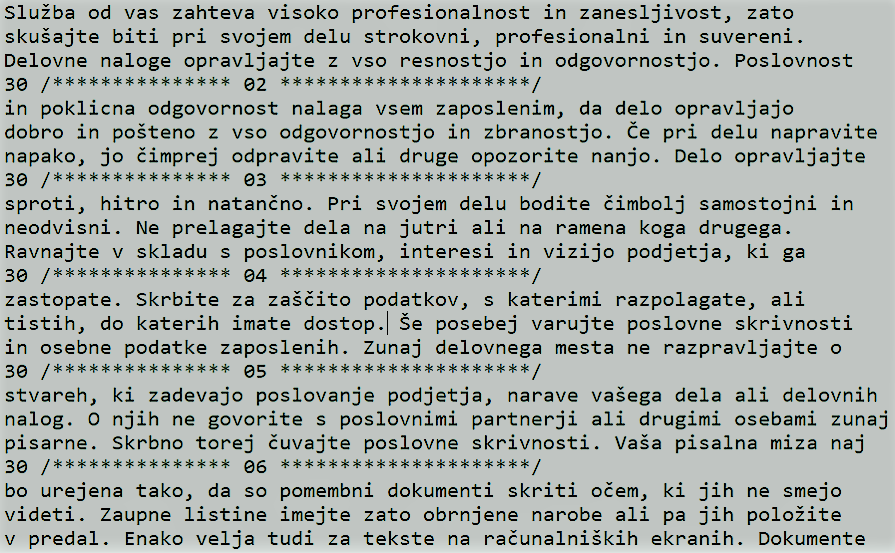 Služba od vas zahteva visoko profesionalnost in zanesljivost, zato
skušajte biti pri svojem delu strokovni, profesionalni in suvereni.
Delovne naloge opravljajte z vso resnostjo in odgovornostjo. Poslovnost
30 /*************** 02 *********************/
in poklicna odgovornost nalaga vsem zaposlenim, da delo opravljajo
dobro in pošteno z vso odgovornostjo in zbranostjo. Če pri delu napravite
napako, jo čimprej odpravite ali druge opozorite nanjo. Delo opravljajte
30 /*************** 03 *********************/
sproti, hitro in natančno. Pri svojem delu bodite čimbolj samostojni in
neodvisni. Ne prelagajte dela na jutri ali na ramena koga drugega.
Ravnajte v skladu s poslovnikom, interesi in vizijo podjetja, ki ga
30 /*************** 04 *********************/
zastopate. Skrbite za zaščito podatkov, s katerimi razpolagate, ali
tistih, do katerih imate dostop. Še posebej varujte poslovne skrivnosti
in osebne podatke zaposlenih. Zunaj delovnega mesta ne razpravljajte o
30 /*************** 05 *********************/
stvareh, ki zadevajo poslovanje podjetja, narave vašega dela ali delovnih
nalog. O njih ne govorite s poslovnimi partnerji ali drugimi osebami zunaj
pisarne. Skrbno torej čuvajte poslovne skrivnosti. Vaša pisalna miza naj
30 /*************** 06 *********************/
bo urejena tako, da so pomembni dokumenti skriti očem, ki jih ne smejo
videti. Zaupne listine imejte zato obrnjene narobe ali pa jih položite
v predal. Enako velja tudi za tekste na računalniških ekranih. Dokumente